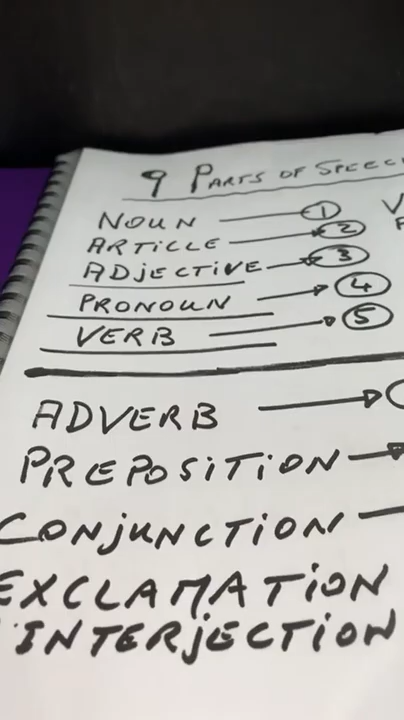 9 PARTS OF SPEEC
NOUN 1
ARTICLE 2
ADJECTIVE 3
PRONOUN 4
VERB 5
ADVERB
PREPOSITION
CONJUNCTION
EXCLAMATION
INTERJECTION